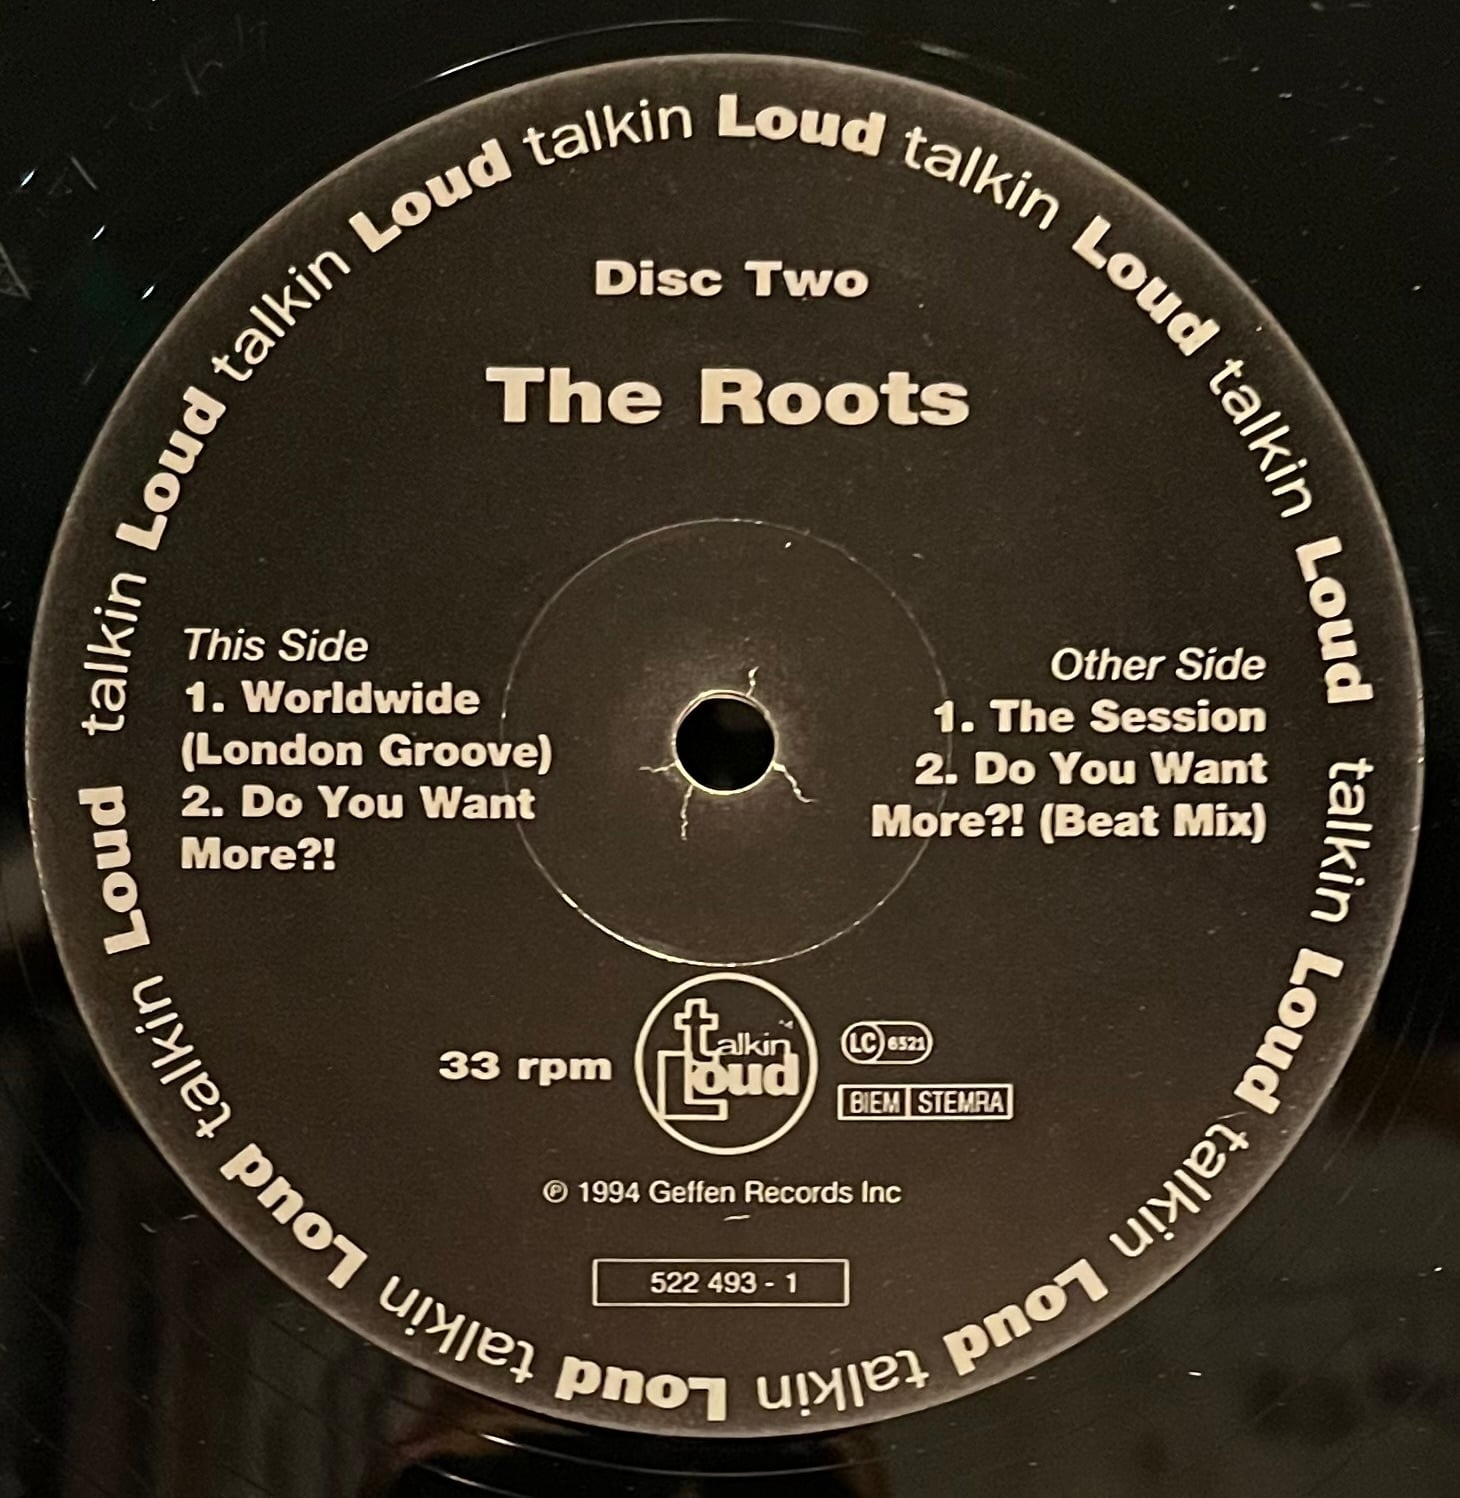 talkin Loud talkin Loud talkin Loud talkin Loud talkin Loud talkin Loud talkin Loud talkin Loud talkin Loud talkin Loud
Disc Two
The Roots
This Side
1. Worldwide
(London Groove)
2. Do You Want
More?!
Other Side
1. The Session
2. Do You Want
More?! (Beat Mix)
33 rpm
talkin
Loud
LC 6521
BIEM STEMRA
℗ 1994 Geffen Records Inc
522 493 - 1